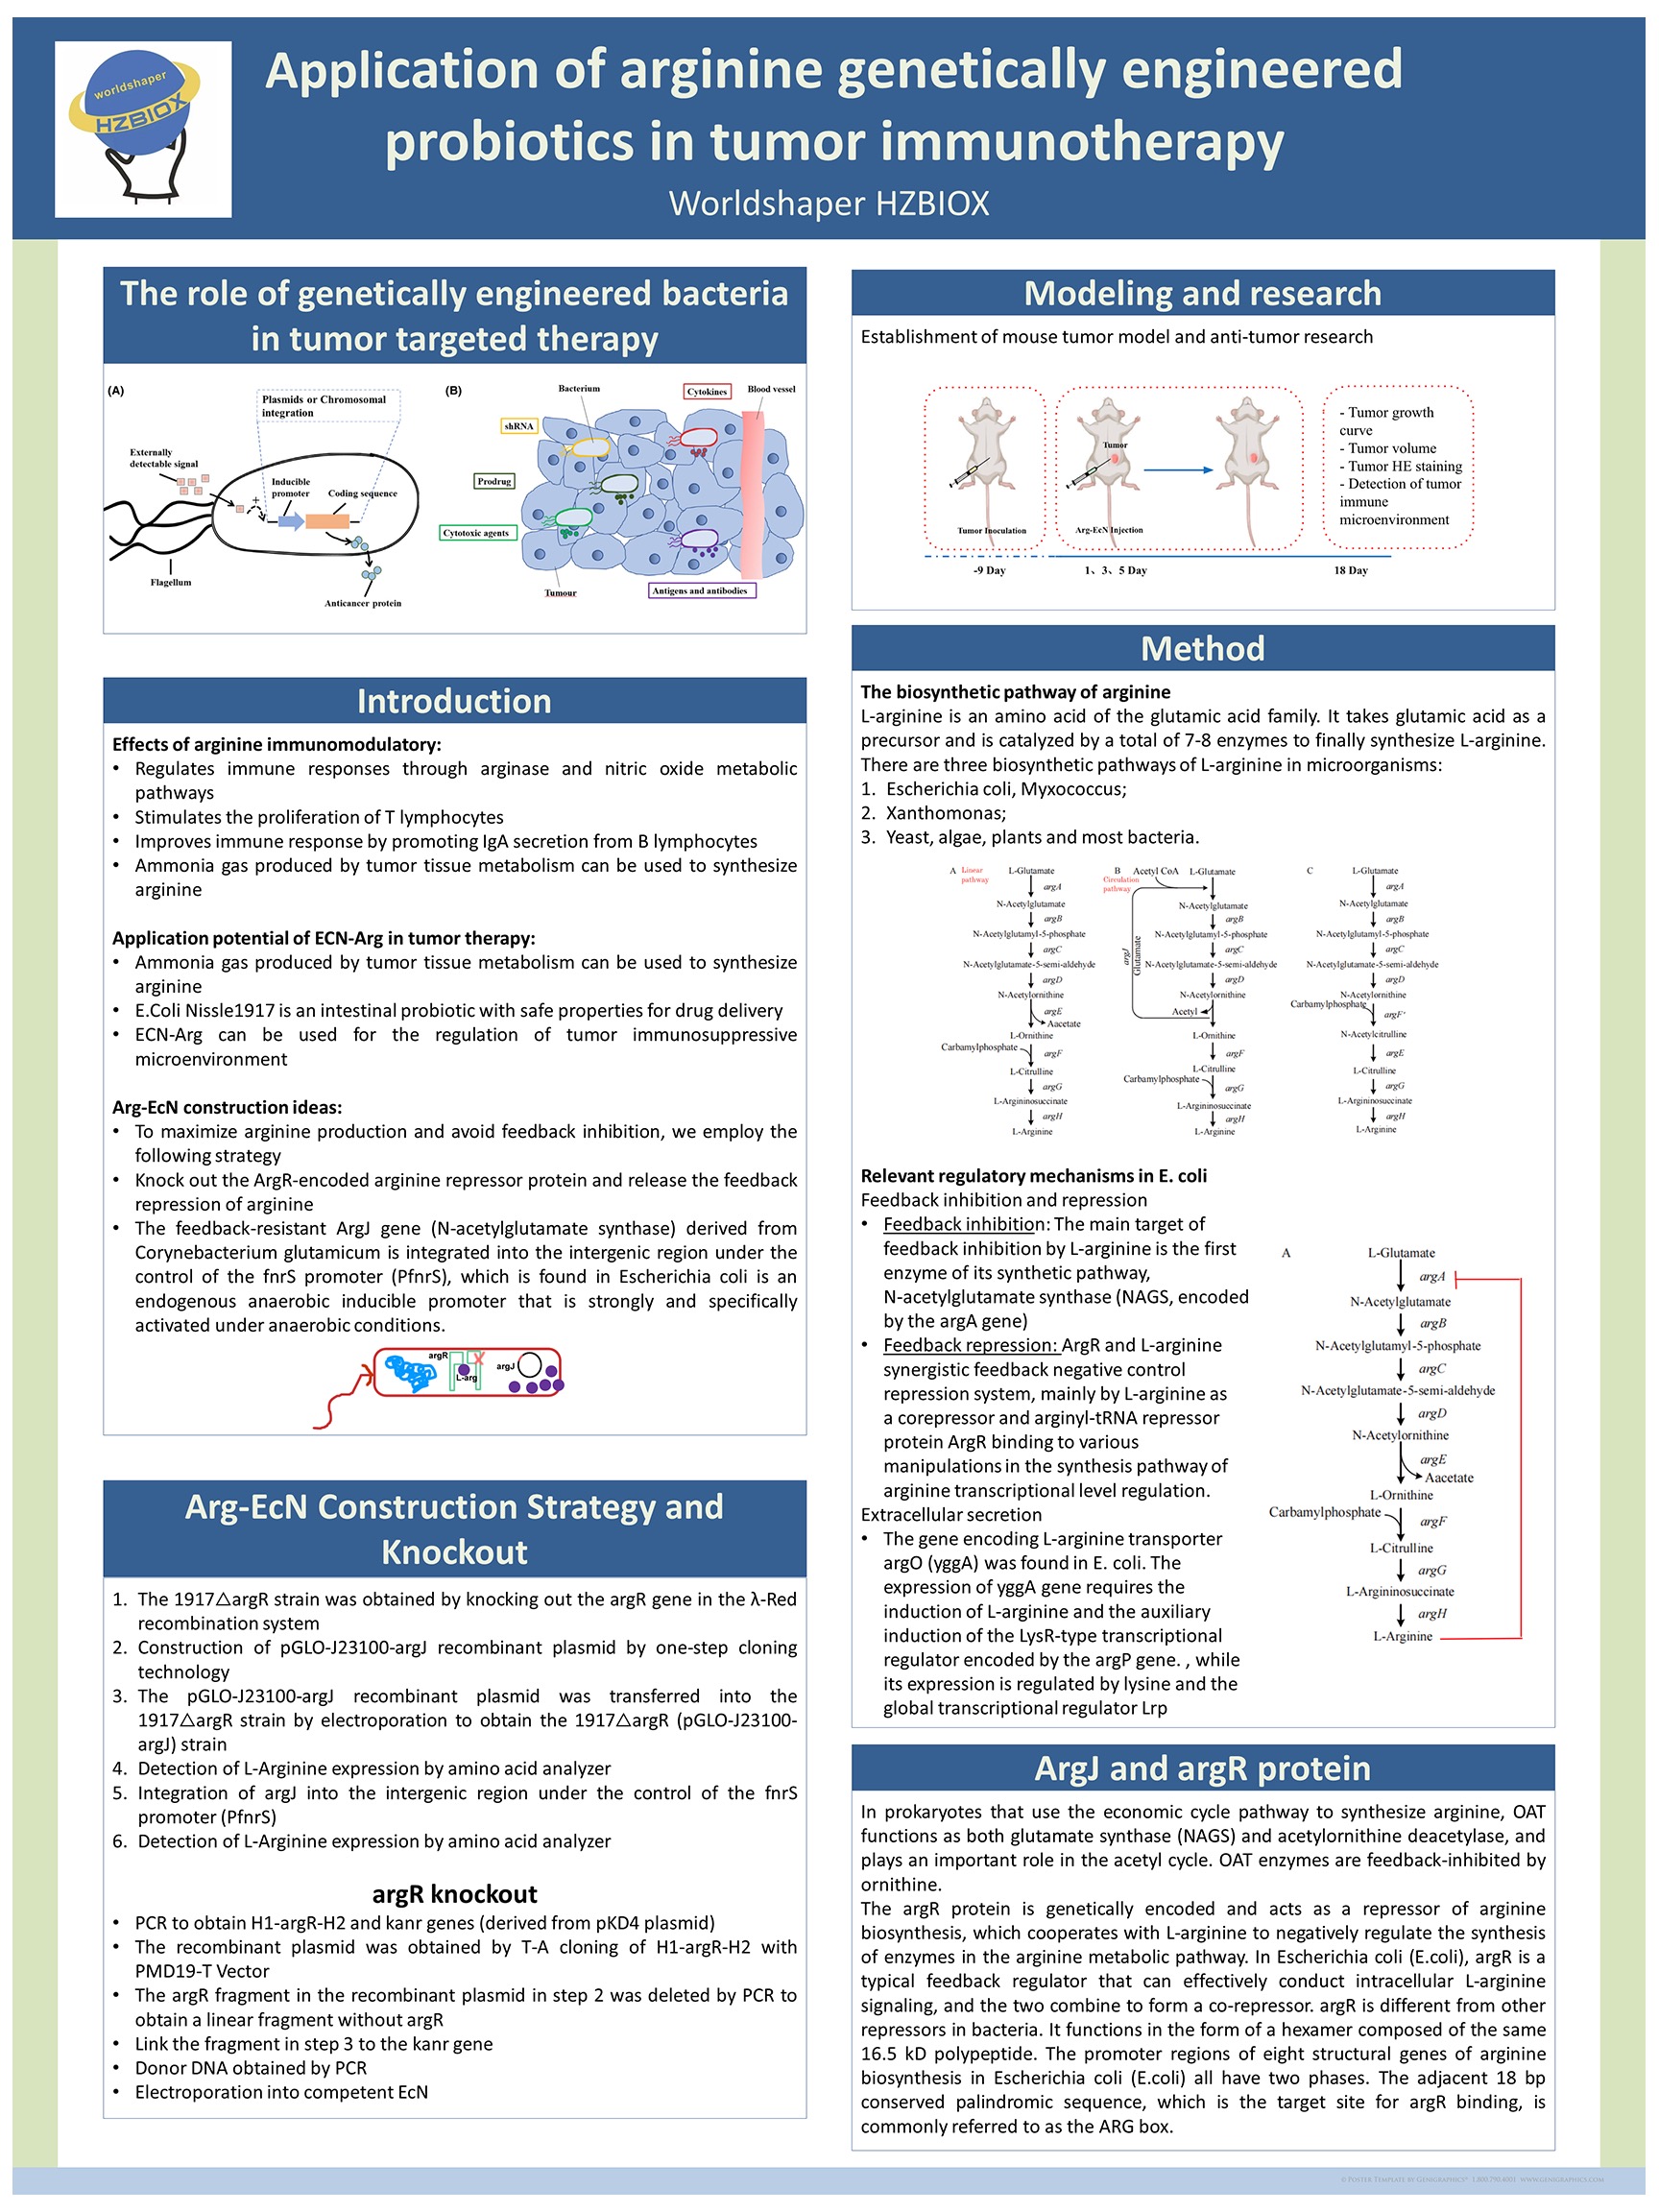 worldshaper
HZBIOX
Application of arginine genetically engineered
probiotics in tumor immunotherapy
Worldshaper HZBIOX
The role of genetically engineered bacteria
in tumor targeted therapy
(A)
Plasmids or Chromosomal
integration
Externally
detectable signal
Inducible
promoter
Coding sequence
+
Flagellum
Anticancer protein
(B)
Bacterium
Cytokines
Blood vessel
shRNA
Prodrug
Cytotoxic agents
Tumour
Antigens and antibodies
Introduction
Effects of arginine immunomodulatory:
• Regulates immune responses through arginase and nitric oxide metabolic
pathways
• Stimulates the proliferation of T lymphocytes
• Improves immune response by promoting IgA secretion from B lymphocytes
• Ammonia gas produced by tumor tissue metabolism can be used to synthesize
arginine
Application potential of ECN-Arg in tumor therapy:
• Ammonia gas produced by tumor tissue metabolism can be used to synthesize
arginine
• E.Coli Nissle1917 is an intestinal probiotic with safe properties for drug delivery
• ECN-Arg can be used for the regulation of tumor immunosuppressive
microenvironment
Arg-EcN construction ideas:
• To maximize arginine production and avoid feedback inhibition, we employ the
following strategy
• Knock out the ArgR-encoded arginine repressor protein and release the feedback
repression of arginine
• The feedback-resistant ArgJ gene (N-acetylglutamate synthase) derived from
Corynebacterium glutamicum is integrated into the intergenic region under the
control of the fnrS promoter (PfnrS), which is found in Escherichia coli is an
endogenous anaerobic inducible promoter that is strongly and specifically
activated under anaerobic conditions.
argR
L-arg
argJ
Arg-EcN Construction Strategy and
Knockout
1. The 1917△argR strain was obtained by knocking out the argR gene in the λ-Red
recombination system
2. Construction of pGLO-J23100-argJ recombinant plasmid by one-step cloning
technology
3. The pGLO-J23100-argJ recombinant plasmid was transferred into the
1917△argR strain by electroporation to obtain the 1917△argR (pGLO-J23100-
argJ) strain
4. Detection of L-Arginine expression by amino acid analyzer
5. Integration of argJ into the intergenic region under the control of the fnrS
promoter (PfnrS)
6. Detection of L-Arginine expression by amino acid analyzer
argR knockout
• PCR to obtain H1-argR-H2 and kanr genes (derived from pKD4 plasmid)
• The recombinant plasmid was obtained by T-A cloning of H1-argR-H2 with
PMD19-T Vector
• The argR fragment in the recombinant plasmid in step 2 was deleted by PCR to
obtain a linear fragment without argR
• Link the fragment in step 3 to the kanr gene
• Donor DNA obtained by PCR
• Electroporation into competent EcN
Modeling and research
Establishment of mouse tumor model and anti-tumor research
Tumor
Tumor Inoculation
Arg-EcN Injection
- Tumor growth
curve
- Tumor volume
- Tumor HE staining
- Detection of tumor
immune
microenvironment
-9 Day
1、3、5 Day
18 Day
Method
The biosynthetic pathway of arginine
L-arginine is an amino acid of the glutamic acid family. It takes glutamic acid as a
precursor and is catalyzed by a total of 7-8 enzymes to finally synthesize L-arginine.
There are three biosynthetic pathways of L-arginine in microorganisms:
1. Escherichia coli, Myxococcus;
2. Xanthomonas;
3. Yeast, algae, plants and most bacteria.
A Linear
pathway
L-Glutamate
argA
N-Acetylglutamate
argB
N-Acetylglutamyl-5-phosphate
argC
N-Acetylglutamate-5-semi-aldehyde
argD
N-Acetylornithine
argE
Aacetate
L-Ornithine
Carbamylphosphate
argF
L-Citrulline
argG
L-Argininosuccinate
argH
L-Arginine
B
Circulation
pathway
Acetyl CoA
L-Glutamate
N-Acetylglutamate
argB
N-Acetylglutamyl-5-phosphate
argC
argJ
Glutamate
N-Acetylglutamate-5-semi-aldehyde
argD
N-Acetylornithine
Acetyl
L-Ornithine
argF
L-Citrulline
Carbamylphosphate
argG
L-Argininosuccinate
argH
L-Arginine
C
L-Glutamate
argA
N-Acetylglutamate
argB
N-Acetylglutamyl-5-phosphate
argC
N-Acetylglutamate-5-semi-aldehyde
argD
N-Acetylornithine
Carbamylphosphate
argF'
N-Acetylcitrulline
argE
L-Citrulline
argG
L-Argininosuccinate
argH
L-Arginine
Relevant regulatory mechanisms in E. coli
Feedback inhibition and repression
• Feedback inhibition: The main target of
feedback inhibition by L-arginine is the first
enzyme of its synthetic pathway,
N-acetylglutamate synthase (NAGS, encoded
by the argA gene)
• Feedback repression: ArgR and L-arginine
synergistic feedback negative control
repression system, mainly by L-arginine as
a corepressor and arginyl-tRNA repressor
protein ArgR binding to various
manipulations in the synthesis pathway of
arginine transcriptional level regulation.
Extracellular secretion
• The gene encoding L-arginine transporter
argO (yggA) was found in E. coli. The
expression of yggA gene requires the
induction of L-arginine and the auxiliary
induction of the LysR-type transcriptional
regulator encoded by the argP gene. , while
its expression is regulated by lysine and the
global transcriptional regulator Lrp
A
L-Glutamate
argA
N-Acetylglutamate
argB
N-Acetylglutamyl-5-phosphate
argC
N-Acetylglutamate-5-semi-aldehyde
argD
N-Acetylornithine
argE
Aacetate
L-Ornithine
Carbamylphosphate
argF
L-Citrulline
argG
L-Argininosuccinate
argH
L-Arginine
ArgJ and argR protein
In prokaryotes that use the economic cycle pathway to synthesize arginine, OAT
functions as both glutamate synthase (NAGS) and acetylornithine deacetylase, and
plays an important role in the acetyl cycle. OAT enzymes are feedback-inhibited by
ornithine.
The argR protein is genetically encoded and acts as a repressor of arginine
biosynthesis, which cooperates with L-arginine to negatively regulate the synthesis
of enzymes in the arginine metabolic pathway. In Escherichia coli (E.coli), argR is a
typical feedback regulator that can effectively conduct intracellular L-arginine
signaling, and the two combine to form a co-repressor. argR is different from other
repressors in bacteria. It functions in the form of a hexamer composed of the same
16.5 kD polypeptide. The promoter regions of eight structural genes of arginine
biosynthesis in Escherichia coli (E.coli) all have two phases. The adjacent 18 bp
conserved palindromic sequence, which is the target site for argR binding, is
commonly referred to as the ARG box.
© POSTER TEMPLATE BY GENIGRAPHICS® 1.800.790.4001 WWW.GENIGRAPHICS.COM